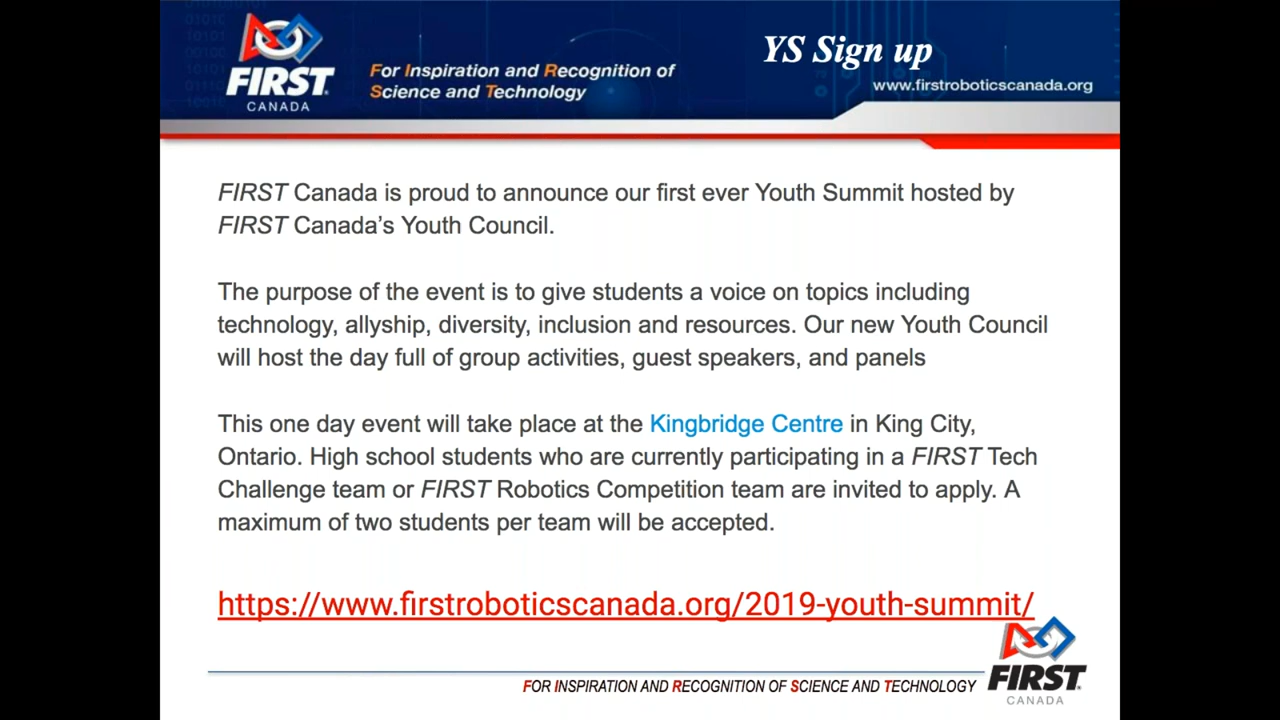 FIRST
CANADA
For Inspiration and Recognition of
Science and Technology
YS Sign up
www.firstroboticscanada.org
FIRST Canada is proud to announce our first ever Youth Summit hosted by
FIRST Canada’s Youth Council.
The purpose of the event is to give students a voice on topics including
technology, allyship, diversity, inclusion and resources. Our new Youth Council
will host the day full of group activities, guest speakers, and panels
This one day event will take place at the Kingbridge Centre in King City,
Ontario. High school students who are currently participating in a FIRST Tech
Challenge team or FIRST Robotics Competition team are invited to apply. A
maximum of two students per team will be accepted.
https://www.firstroboticscanada.org/2019-youth-summit/
FOR INSPIRATION AND RECOGNITION OF SCIENCE AND TECHNOLOGY
FIRST
CANADA